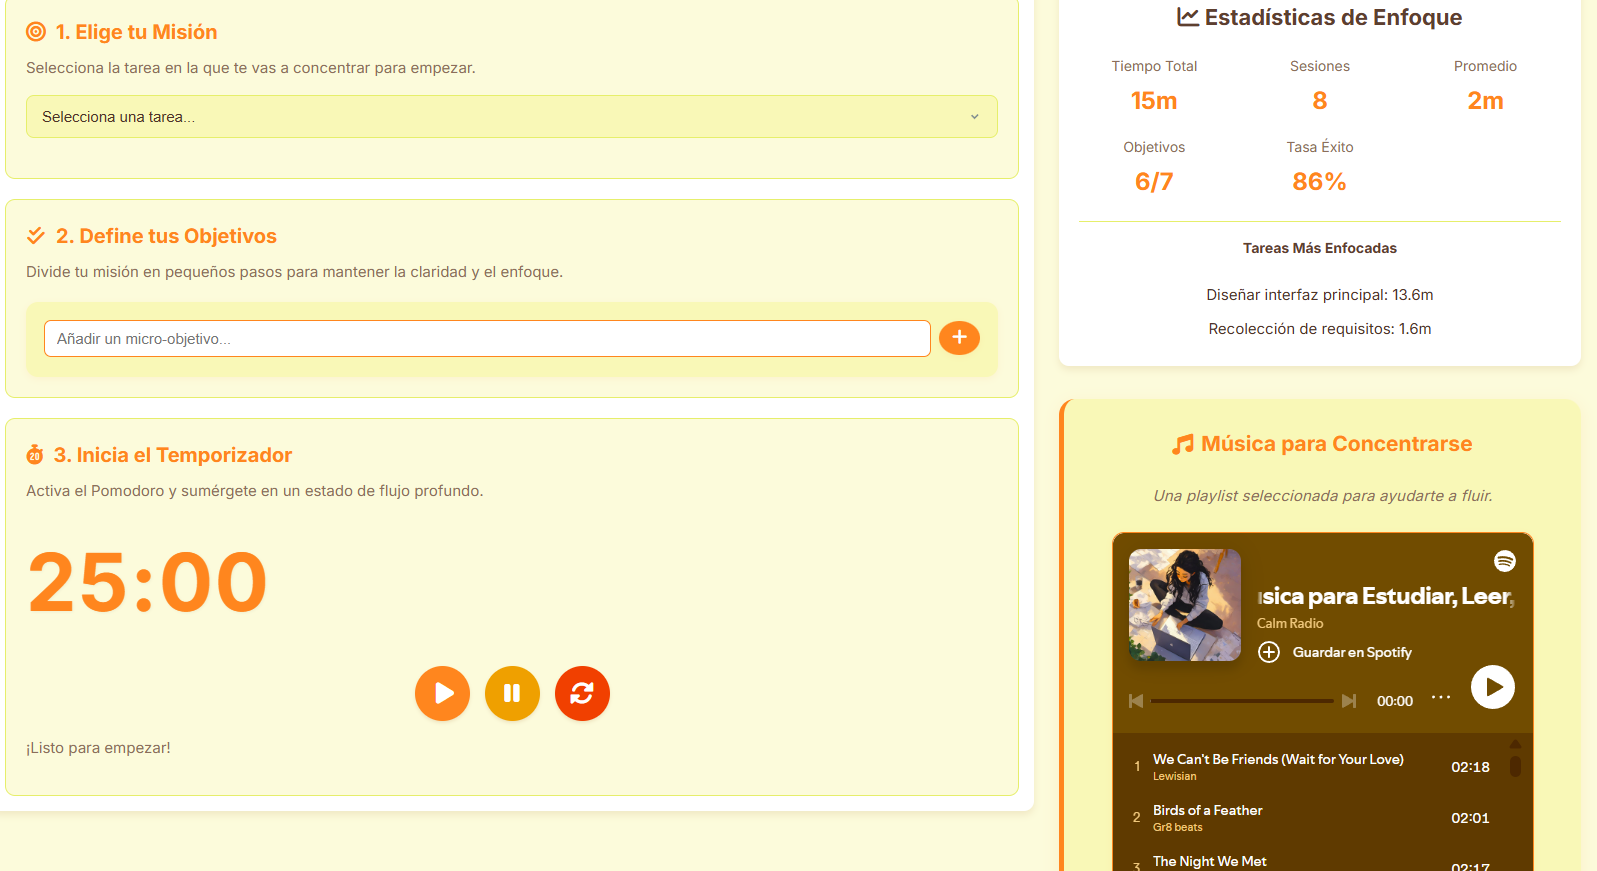 1. Elige tu Misión
Selecciona la tarea en la que te vas a concentrar para empezar.
Selecciona una tarea...
2. Define tus Objetivos
Divide tu misión en pequeños pasos para mantener la claridad y el enfoque.
Añadir un micro-objetivo...
20
3. Inicia el Temporizador
Activa el Pomodoro y sumérgete en un estado de flujo profundo.
25:00
¡Listo para empezar!
Estadísticas de Enfoque
Tiempo Total Sesiones Promedio
15m 8 2m
Objetivos Tasa Éxito
6/7 86%
Tareas Más Enfocadas
Diseñar interfaz principal: 13.6m
Recolección de requisitos: 1.6m
Música para Concentrarse
Una playlist seleccionada para ayudarte a fluir.
sica para Estudiar, Leer,
Calm Radio
Guardar en Spotify
00:00
1 We Can't Be Friends (Wait for Your Love) 02:18
Lewisian
2 Birds of a Feather 02:01
Gr8 beats
3 The Night We Met 02:17